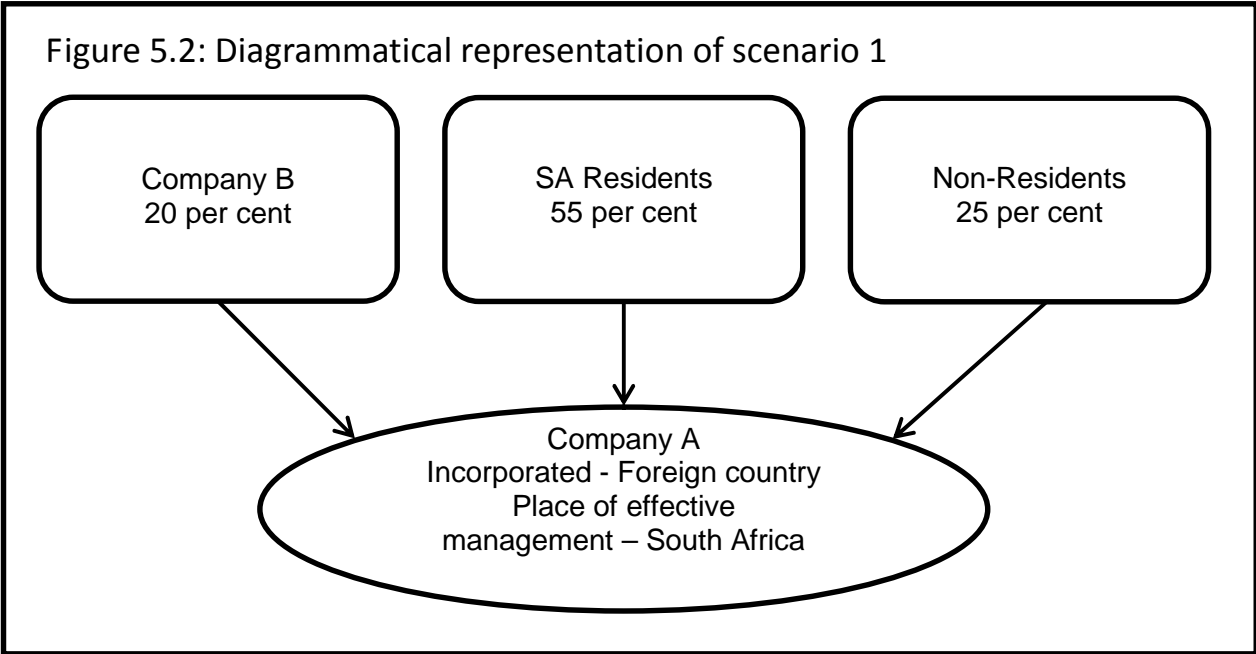 Figure 5.2: Diagrammatical representation of scenario 1
Company B
20 per cent
SA Residents
55 per cent
Non-Residents
25 per cent
Company A
Incorporated - Foreign country
Place of effective
management – South Africa